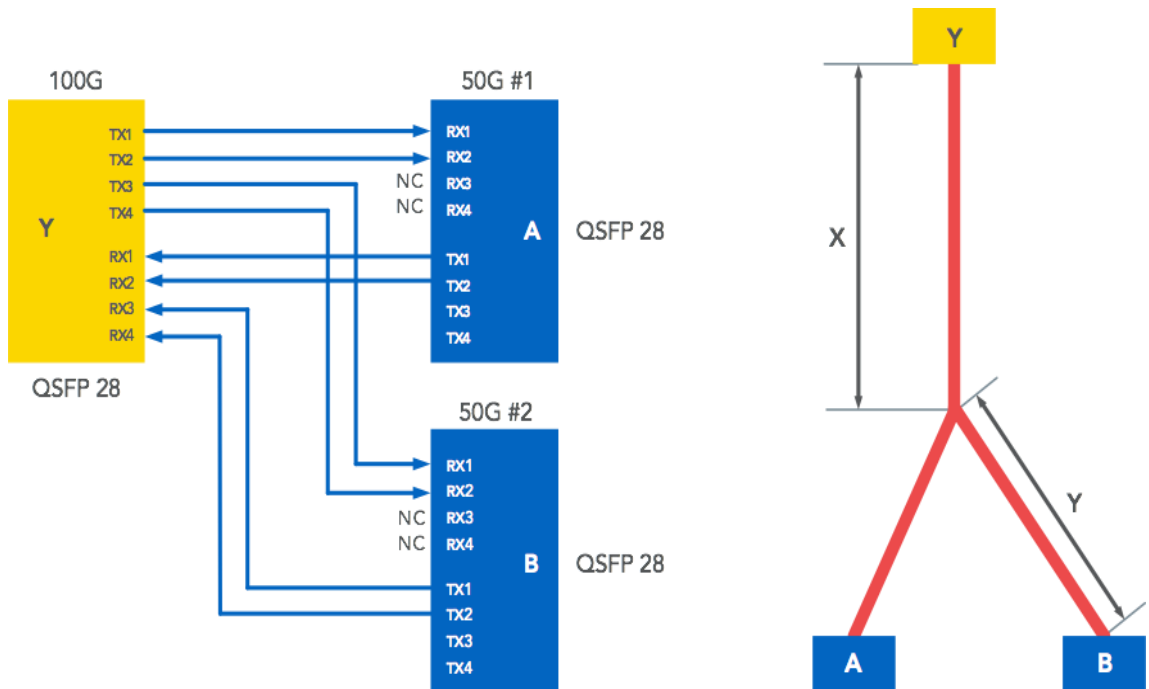 100G
TX1
TX2
TX3
TX4
Y
RX1
RX2
RX3
RX4
QSFP 28
50G #1
RX1
RX2
NC RX3
NC RX4
A
QSFP 28
TX1
TX2
TX3
TX4
50G #2
RX1
RX2
NC RX3
NC RX4
B
QSFP 28
TX1
TX2
TX3
TX4
Y
X
Y
A
B